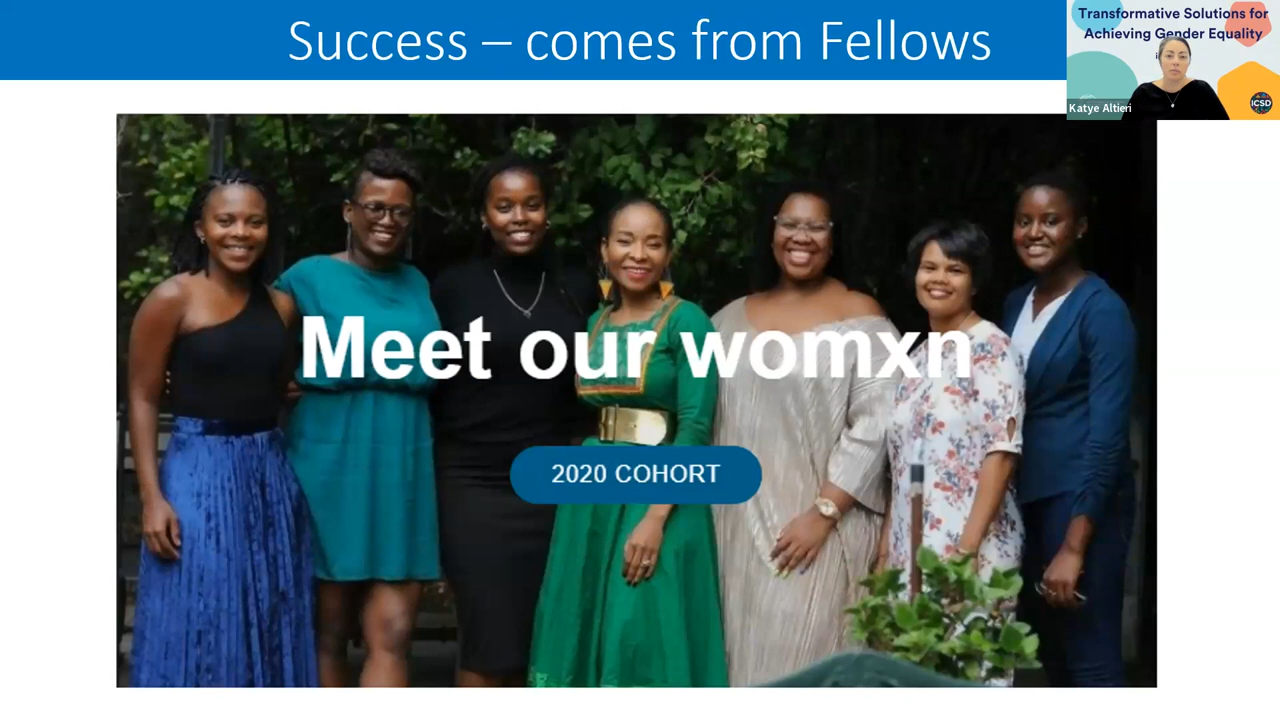 Success – comes from Fellows
Transformative Solutions for
Achieving Gender Equality
Katye Altieri
ICSD
Meet our womxn
2020 COHORT